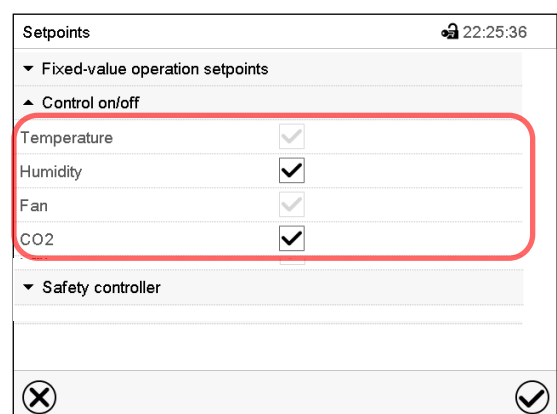 Setpoints 22:25:36
Fixed-value operation setpoints
Control on/off
Temperature
Humidity
Fan
CO2
Safety controller